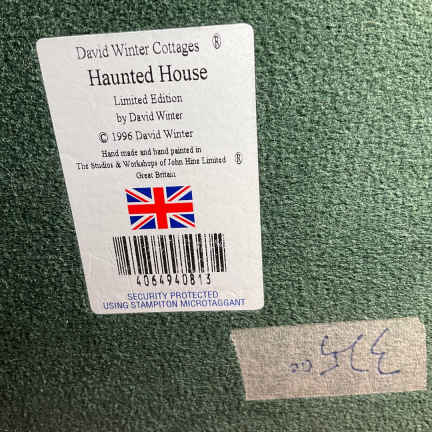 David Winter Cottages ®
Haunted House
Limited Edition
by David Winter
© 1996 David Winter
Hand made and hand painted in
The Studios & Workshops of John Hine Limited ®
Great Britain
4064940813
SECURITY PROTECTED
USING STAMPITON MICROTAGGANT